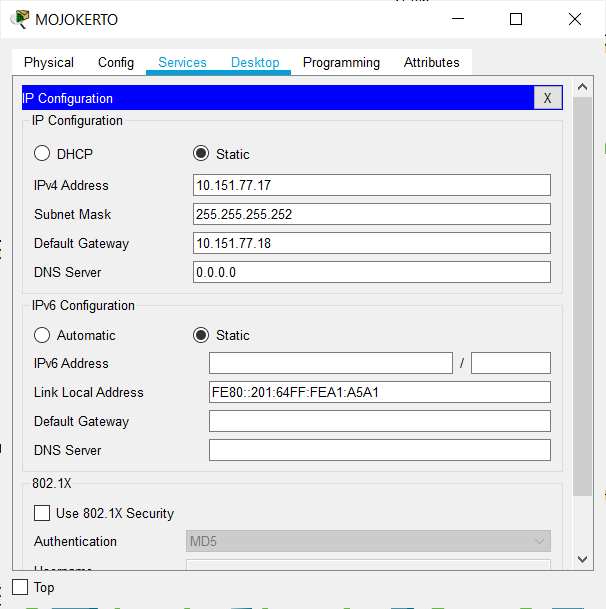 MOJOKERTO
Physical Config Services Desktop Programming Attributes
IP Configuration X
IP Configuration
DHCP Static
IPv4 Address 10.151.77.17
Subnet Mask 255.255.255.252
Default Gateway 10.151.77.18
DNS Server 0.0.0.0
IPv6 Configuration
Automatic Static
IPv6 Address /
Link Local Address FE80::201:64FF:FEA1:A5A1
Default Gateway
DNS Server
802.1X
Use 802.1X Security
Authentication MD5
Username
Top